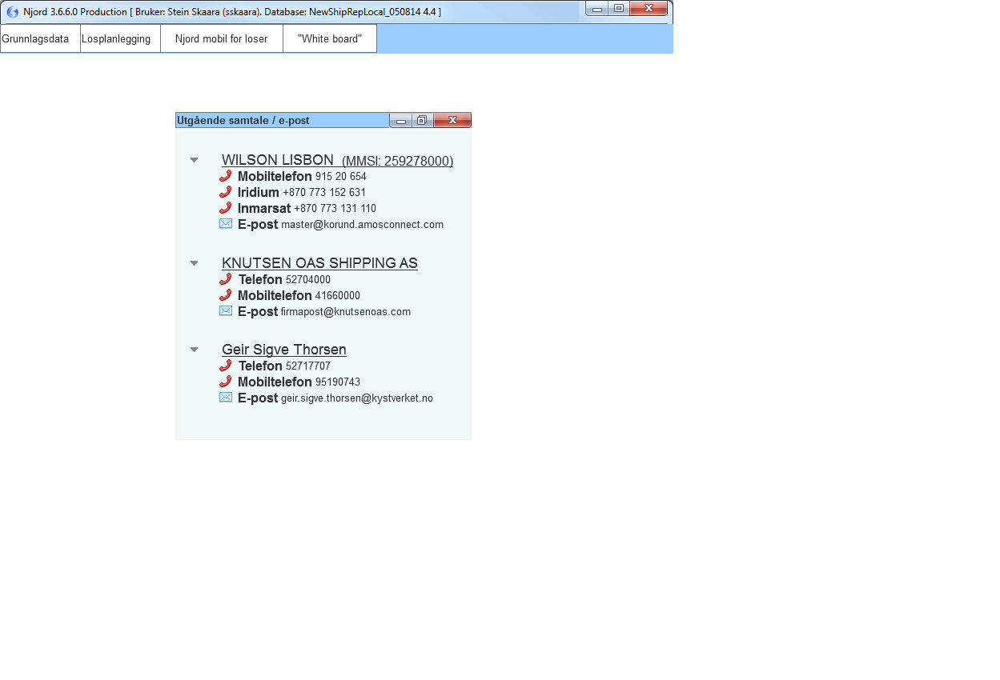 Njord 3.6.6.0 Production [ Bruker: Stein Skaara (sskaara). Database: NewShipRepLocal_050814 4.4 ]
Grunnlagsdata Losplanlegging Njord mobil for loser "White board"
Utgående samtale / e-post
WILSON LISBON (MMSI: 259278000)
Mobiltelefon 915 20 654
Iridium +870 773 152 631
Inmarsat +870 773 131 110
E-post master@korund.amosconnect.com
KNUTSEN OAS SHIPPING AS
Telefon 52704000
Mobiltelefon 41660000
E-post firmapost@knutsenoas.com
Geir Sigve Thorsen
Telefon 52717707
Mobiltelefon 95190743
E-post geir.sigve.thorsen@kystverket.no